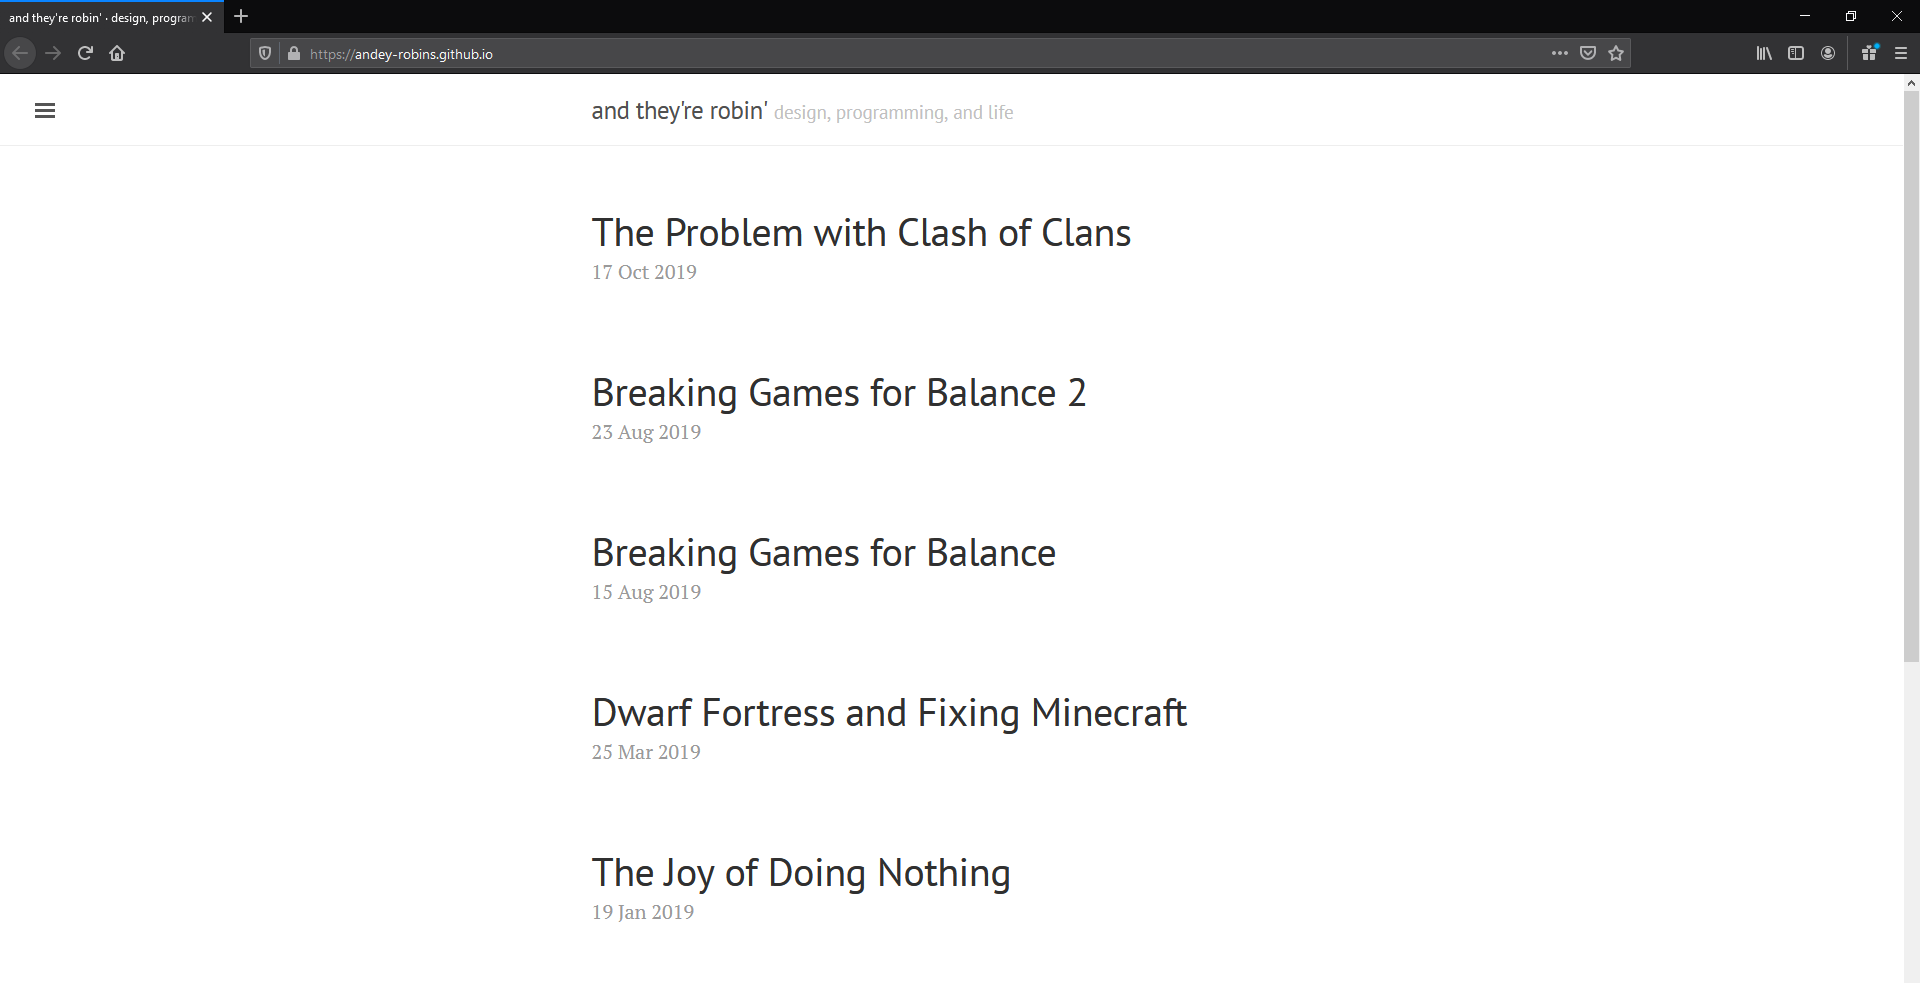 and they're robin' · design, program
https://andey-robins.github.io
and they're robin' design, programming, and life
The Problem with Clash of Clans
17 Oct 2019
Breaking Games for Balance 2
23 Aug 2019
Breaking Games for Balance
15 Aug 2019
Dwarf Fortress and Fixing Minecraft
25 Mar 2019
The Joy of Doing Nothing
19 Jan 2019